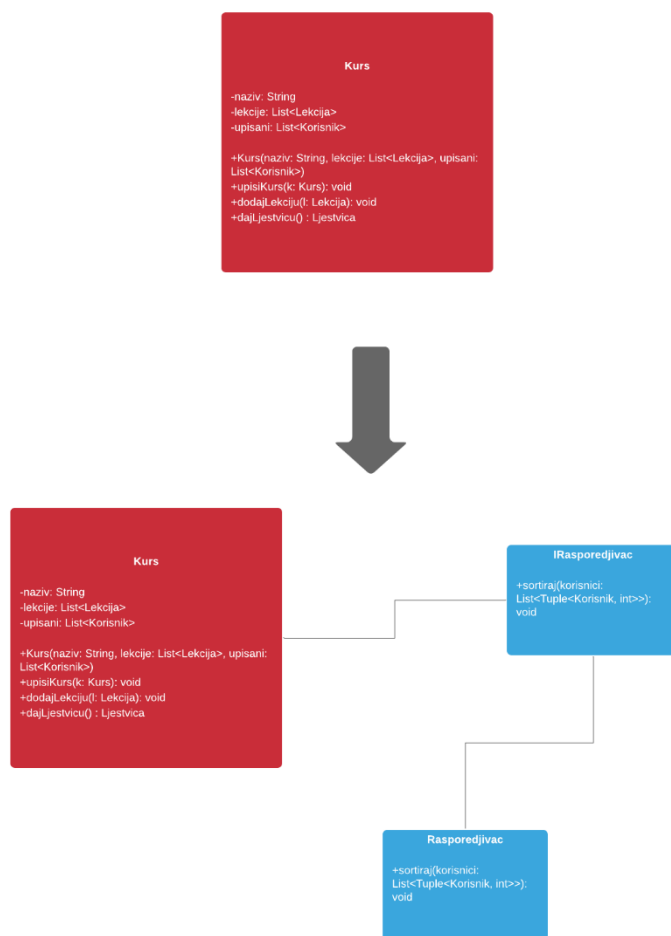 Kurs
-naziv: String
-lekcije: List<Lekcija>
-upisani: List<Korisnik>
+Kurs(naziv: String, lekcije: List<Lekcija>, upisani:
List<Korisnik>)
+upisiKurs(k: Kurs): void
+dodajLekciju(l: Lekcija): void
+dajLjestvicu() : Ljestvica
Kurs
-naziv: String
-lekcije: List<Lekcija>
-upisani: List<Korisnik>
+Kurs(naziv: String, lekcije: List<Lekcija>, upisani:
List<Korisnik>)
+upisiKurs(k: Kurs): void
+dodajLekciju(l: Lekcija): void
+dajLjestvicu() : Ljestvica
IRasporedjivac
+sortiraj(korisnici:
List<Tuple<Korisnik, int>>):
void
Rasporedjivac
+sortiraj(korisnici:
List<Tuple<Korisnik, int>>):
void